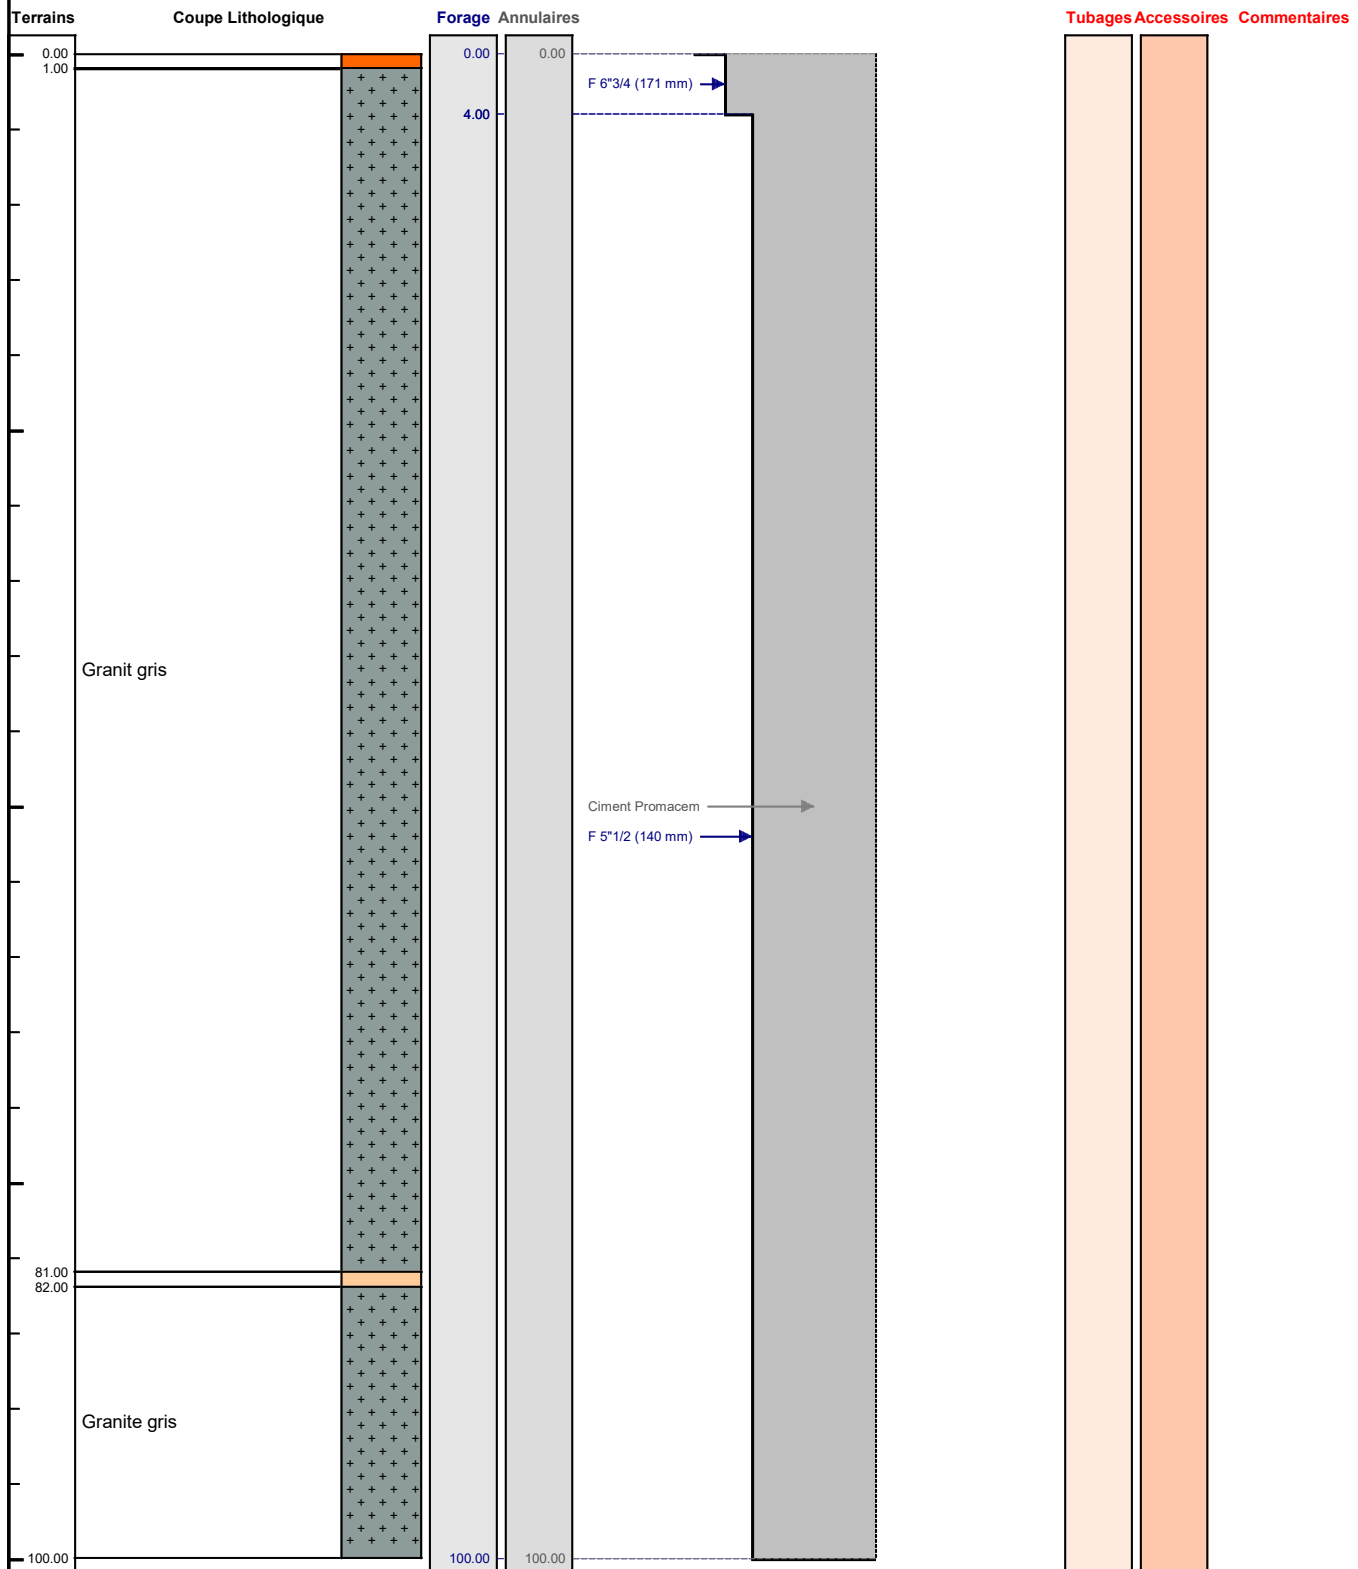 Terrains Coupe Lithologique Forage Annulaires Tubages Accessoires Commentaires
0.00 0.00 0.00
1.00
F 6"3/4 (171 mm)
4.00
Granit gris
Ciment Promacem
F 5"1/2 (140 mm)
81.00
82.00
Granite gris
100.00 100.00 100.00